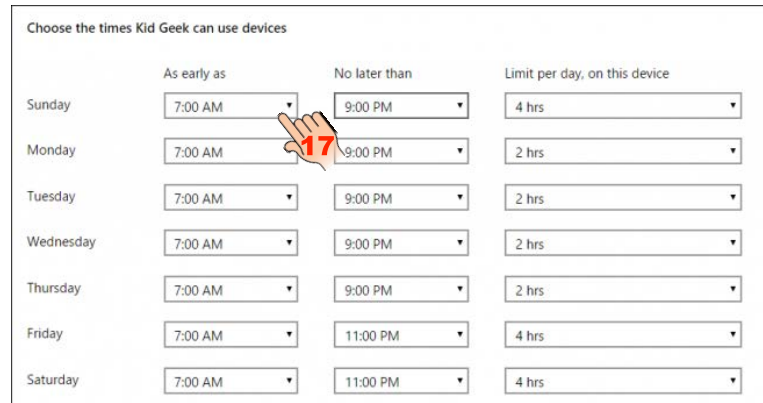 Choose the times Kid Geek can use devices
As early as No later than Limit per day, on this device
Sunday 7:00 AM 9:00 PM 4 hrs
17
Monday 7:00 AM 9:00 PM 2 hrs
Tuesday 7:00 AM 9:00 PM 2 hrs
Wednesday 7:00 AM 9:00 PM 2 hrs
Thursday 7:00 AM 9:00 PM 2 hrs
Friday 7:00 AM 11:00 PM 4 hrs
Saturday 7:00 AM 11:00 PM 4 hrs